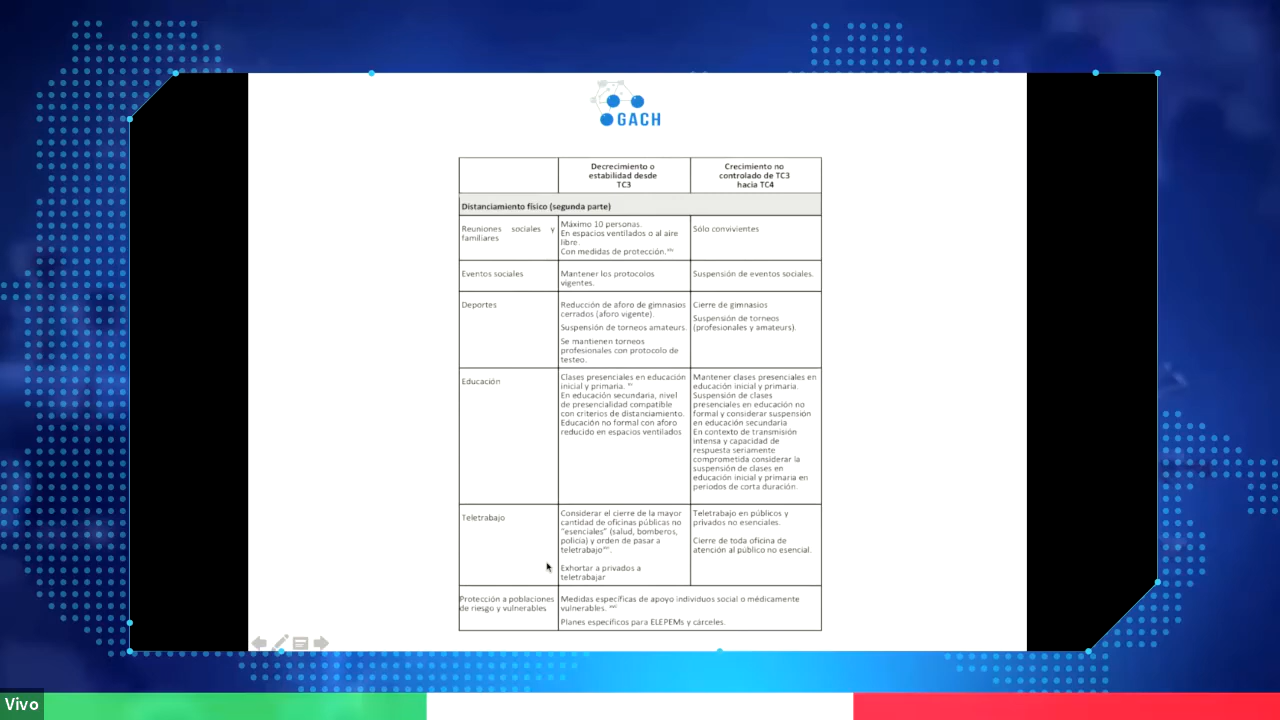 GACH
Decrecimiento o
estabilidad desde
TC3
Crecimiento no
controlado de TC3
hacia TC4
Distanciamiento físico (segunda parte)
Reuniones sociales y
familiares
Máximo 10 personas.
En espacios ventilados o al aire
libre.
Con medidas de protección.
Sólo convivientes
Eventos sociales
Mantener los protocolos
vigentes.
Suspensión de eventos sociales.
Deportes
Reducción de aforo de gimnasios
cerrados (aforo vigente).
Suspensión de torneos amateurs.
Se mantienen torneos
profesionales con protocolo de
testeo.
Cierre de gimnasios
Suspensión de torneos
(profesionales y amateurs).
Educación
Clases presenciales en educación
inicial y primaria.
En educación secundaria, nivel
de presencialidad compatible
con criterios de distanciamiento.
Educación no formal con aforo
reducido en espacios ventilados
Mantener clases presenciales en
educación inicial y primaria.
Suspensión de clases
presenciales en educación no
formal y considerar suspensión
en educación secundaria
En contexto de transmisión
intensa y capacidad de
respuesta seriamente
comprometida considerar la
suspensión de clases en
educación inicial y primaria en
periodos de corta duración.
Teletrabajo
Considerar el cierre de la mayor
cantidad de oficinas públicas no
"esenciales" (salud, bomberos,
policía) y orden de pasar a
teletrabajo
Exhortar a privados a
teletrabajar
Teletrabajo en públicos y
privados no esenciales.
Cierre de toda oficina de
atención al público no esencial.
Protección a poblaciones
de riesgo y vulnerables
Medidas específicas de apoyo individuos social o médicamente
vulnerables.
Planes especificos para ELEPEMs y cárceles.
Vivo